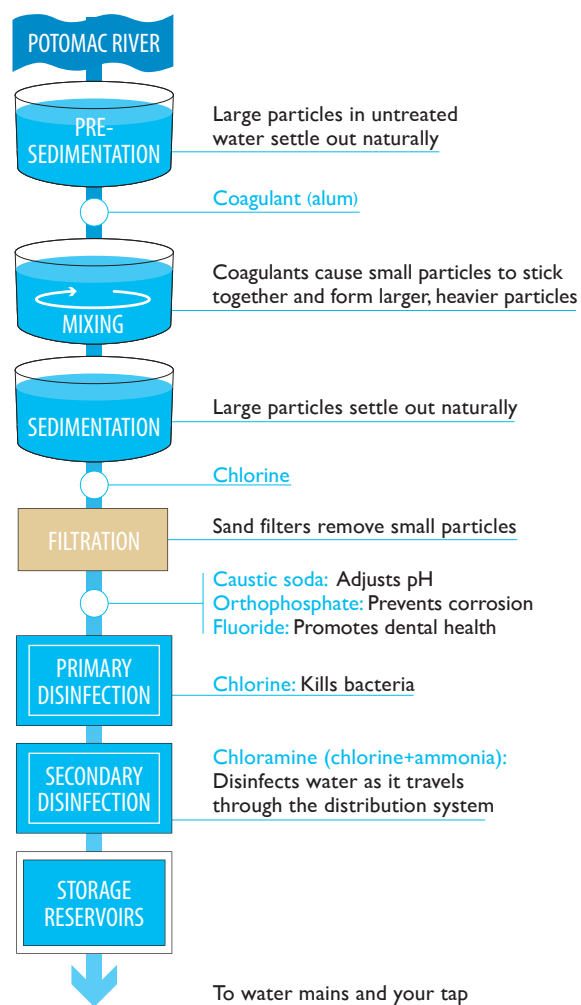 POTOMAC RIVER
PRE-
SEDIMENTATION
Large particles in untreated
water settle out naturally
Coagulant (alum)
MIXING
Coagulants cause small particles to stick
together and form larger, heavier particles
SEDIMENTATION
Large particles settle out naturally
Chlorine
FILTRATION
Sand filters remove small particles
Caustic soda: Adjusts pH
Orthophosphate: Prevents corrosion
Fluoride: Promotes dental health
PRIMARY
DISINFECTION
Chlorine: Kills bacteria
SECONDARY
DISINFECTION
Chloramine (chlorine+ammonia):
Disinfects water as it travels
through the distribution system
STORAGE
RESERVOIRS
To water mains and your tap